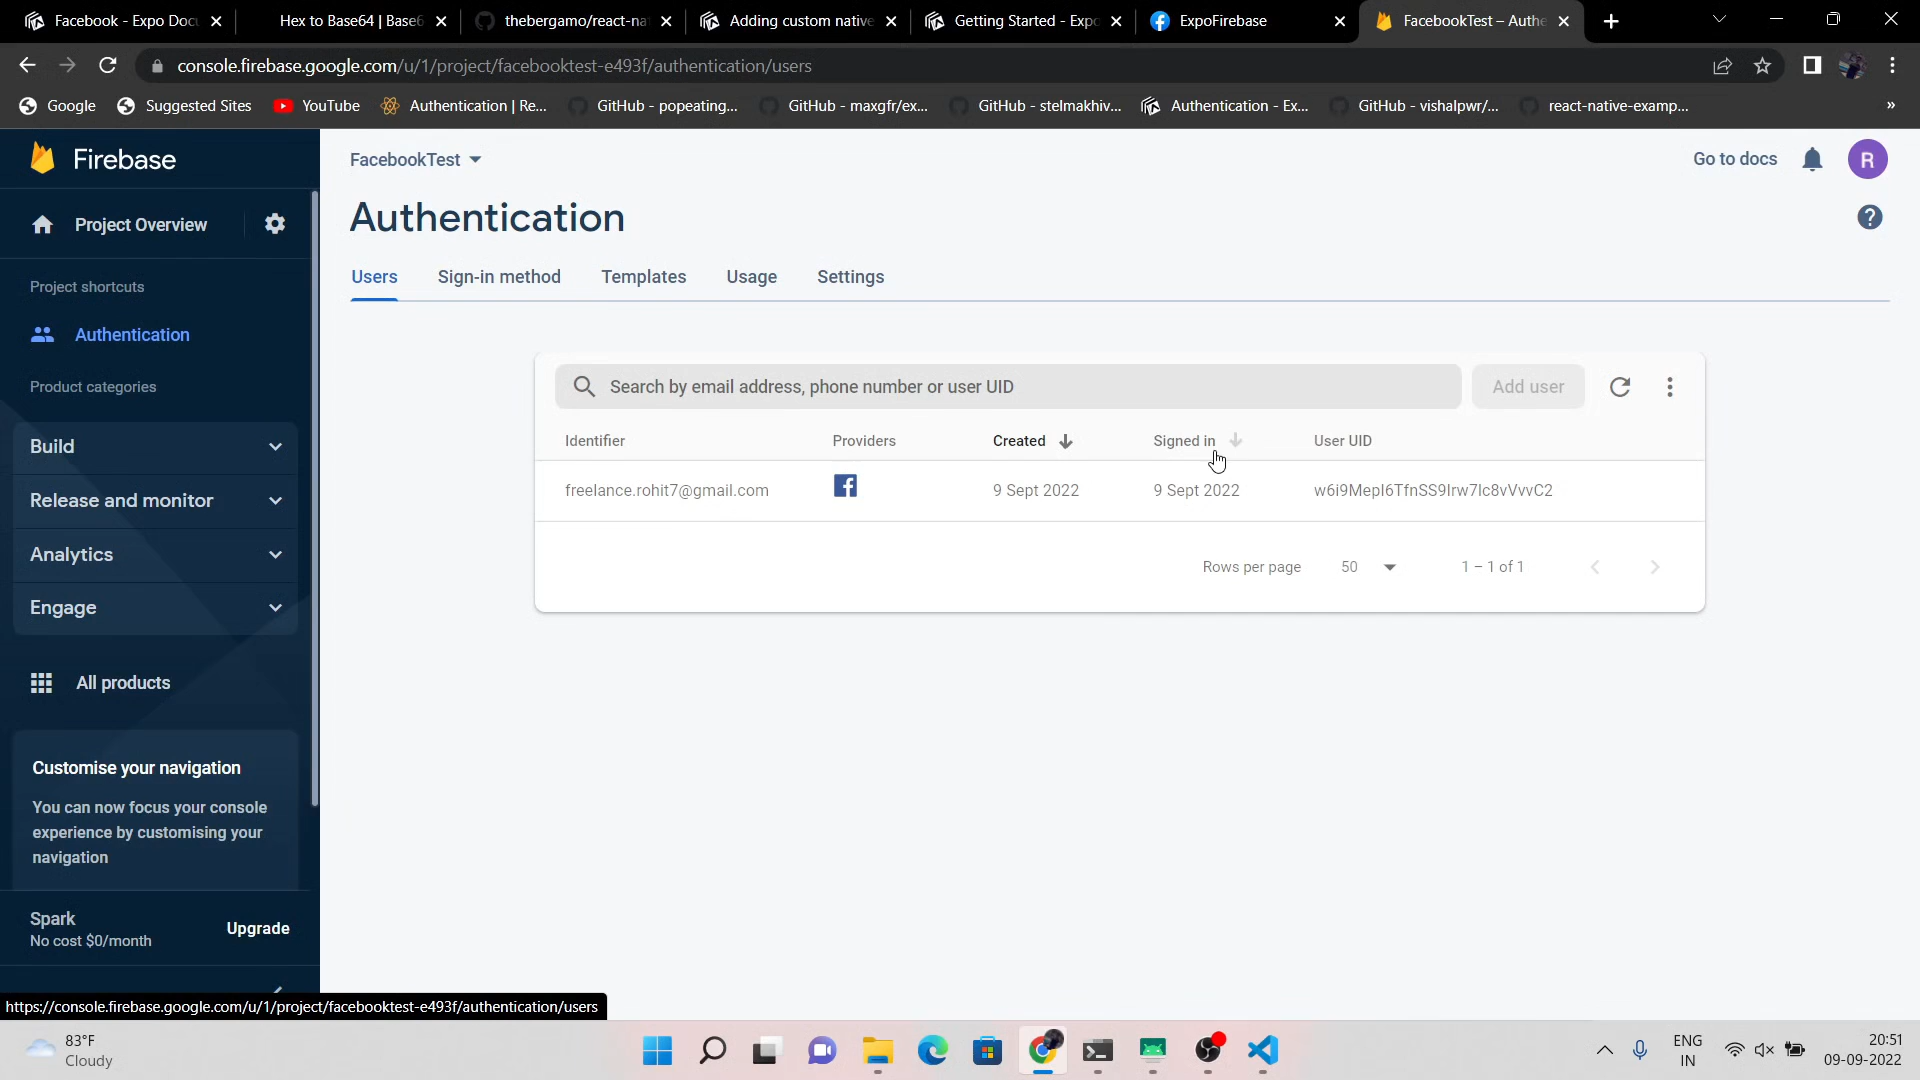 Facebook - Expo Docu
Hex to Base64 | Base6
thebergamo/react-na
Adding custom native
Getting Started - Expo
ExpoFirebase
FacebookTest – Authe
console.firebase.google.com/u/1/project/facebooktest-e493f/authentication/users
Google
Suggested Sites
YouTube
Authentication | Re...
GitHub - popeating...
GitHub - maxgfr/ex...
GitHub - stelmakhiv...
Authentication - Ex...
GitHub - vishalpwr/...
react-native-examp...
»
Firebase
FacebookTest
Go to docs
R
Project Overview
Authentication
?
Users
Sign-in method
Templates
Usage
Settings
Project shortcuts
Authentication
Product categories
Build
Release and monitor
Analytics
Engage
All products
Search by email address, phone number or user UID
Add user
Identifier
Providers
Created
Signed in
User UID
freelance.rohit7@gmail.com
9 Sept 2022
9 Sept 2022
Rows per page
50
1 – 1 of 1
Customise your navigation
You can now focus your console
experience by customising your
navigation
Spark
No cost $0/month
Upgrade
https://console.firebase.google.com/u/1/project/facebooktest-e493f/authentication/users
83°F
Cloudy
ENG
IN
20:51
09-09-2022